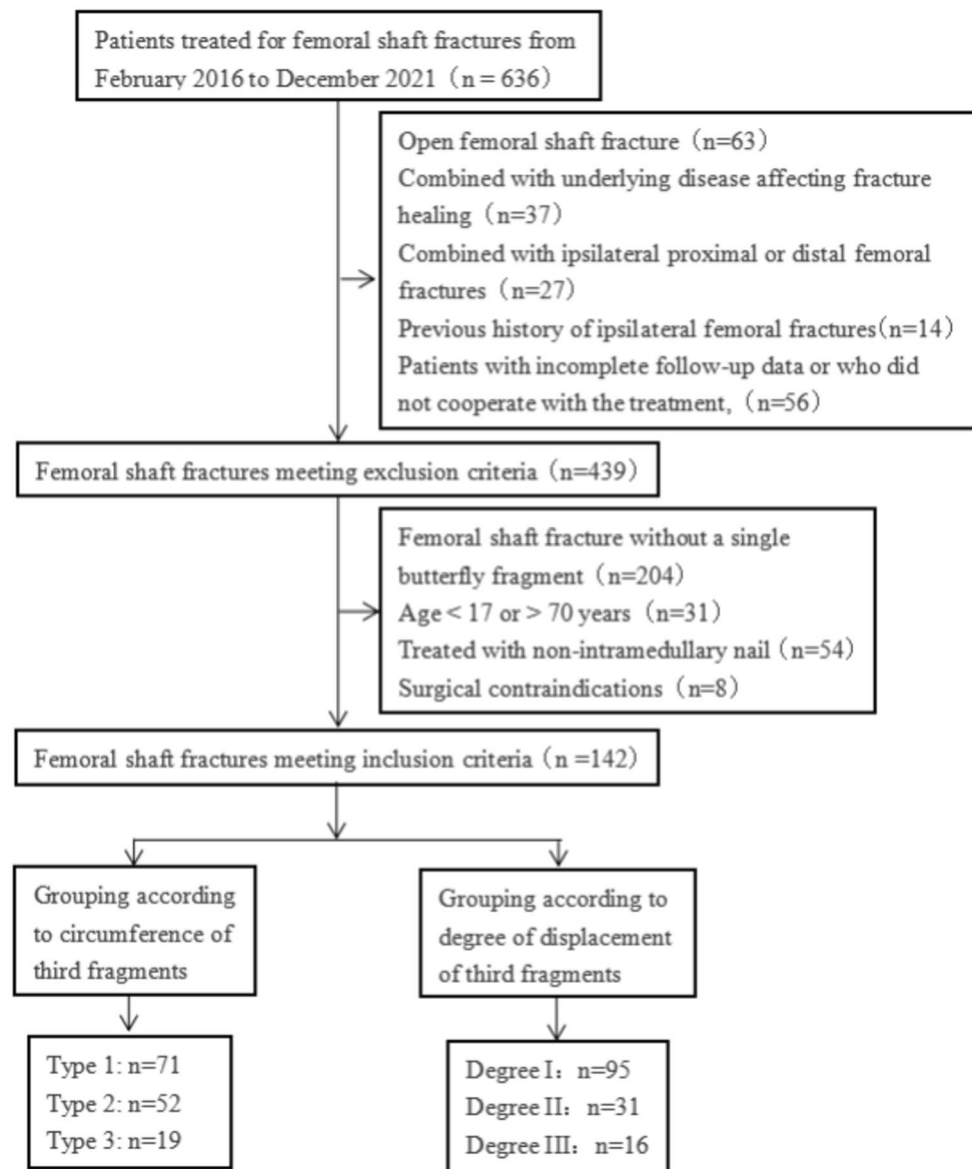 Patients treated for femoral shaft fractures from
February 2016 to December 2021（n = 636）
Open femoral shaft fracture（n=63）
Combined with underlying disease affecting fracture
healing（n=37）
Combined with ipsilateral proximal or distal femoral
fractures（n=27）
Previous history of ipsilateral femoral fractures(n=14）
Patients with incomplete follow-up data or who did
not cooperate with the treatment,（n=56）
Femoral shaft fractures meeting exclusion criteria（n=439）
Femoral shaft fracture without a single
butterfly fragment（n=204）
Age < 17 or > 70 years（n=31）
Treated with non-intramedullary nail（n=54）
Surgical contraindications（n=8）
Femoral shaft fractures meeting inclusion criteria（n =142）
Grouping according
to circumference of
third fragments
Grouping according to
degree of displacement
of third fragments
Type 1: n=71
Type 2: n=52
Type 3: n=19
Degree I：n=95
Degree II：n=31
Degree III：n=16